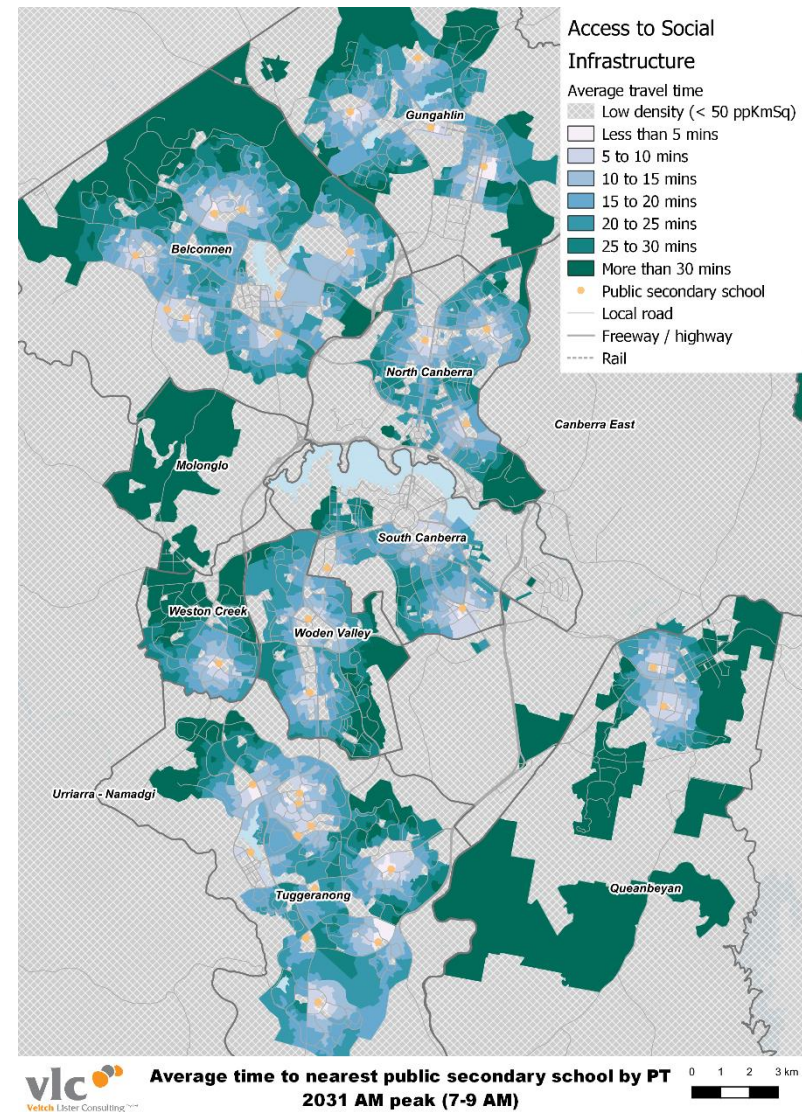 Access to Social
Infrastructure
Average travel time
Low density (< 50 ppKmSq)
Less than 5 mins
5 to 10 mins
10 to 15 mins
15 to 20 mins
20 to 25 mins
25 to 30 mins
More than 30 mins
Public secondary school
Local road
Freeway / highway
Rail
Gungahlin
Belconnen
North Canberra
Canberra East
Molonglo
South Canberra
Weston Creek
Woden Valley
Urriarra - Namadgi
Queanbeyan
Tuggeranong
vlc
Veitch Lister Consulting
Average time to nearest public secondary school by PT
2031 AM peak (7-9 AM)
0 1 2 3 km